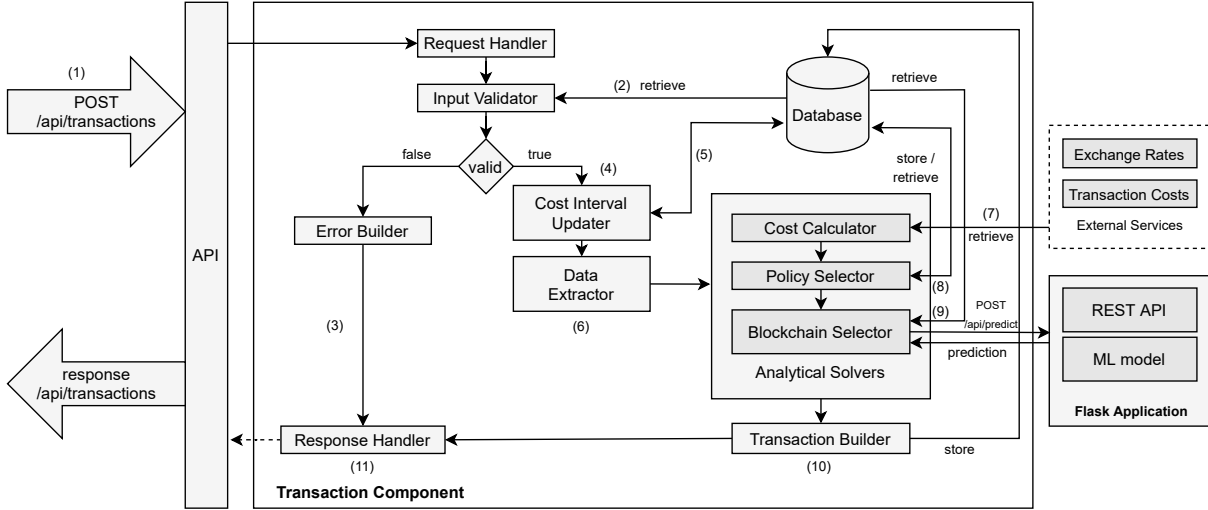 (1)
POST
/api/transactions
response
/api/transactions
API
Request Handler
Input Validator
(2) retrieve
Database
retrieve
false
valid
true
(4)
(5)
store /
retrieve
Cost Interval
Updater
Error Builder
Data
Extractor
(6)
(3)
Cost Calculator
Policy Selector
Blockchain Selector
Analytical Solvers
(7)
retrieve
(8)
(9)
POST
/api/predict
prediction
Exchange Rates
Transaction Costs
External Services
REST API
ML model
Flask Application
Response Handler
(11)
Transaction Builder
(10)
store
Transaction Component